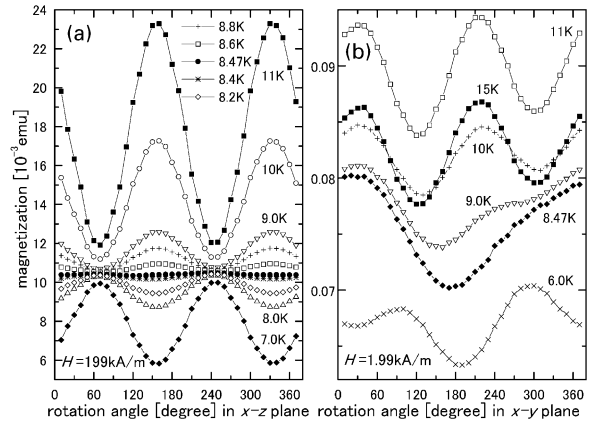 24
22
20
18
16
14
12
10
8
6
magnetization [10⁻³emu]
(a)
8.8K
8.6K
8.47K
8.4K
8.2K
11K
10K
9.0K
8.0K
7.0K
H=199kA/m
0 60 120 180 240 300 360
rotation angle [degree] in x-z plane
(b)
0.09
0.08
0.07
11K
15K
10K
9.0K
8.47K
6.0K
H=1.99kA/m
0 60 120 180 240 300 360
rotation angle [degree] in x-y plane